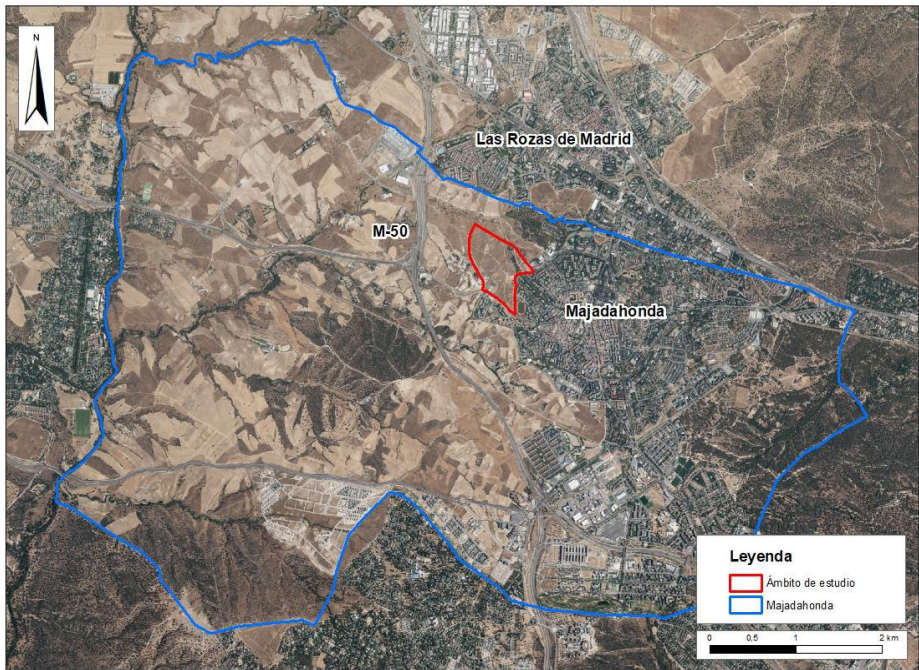 N
Las Rozas de Madrid
M-50
Majadahonda
Leyenda
Ámbito de estudio
Majadahonda
0 0,5 1 2 km